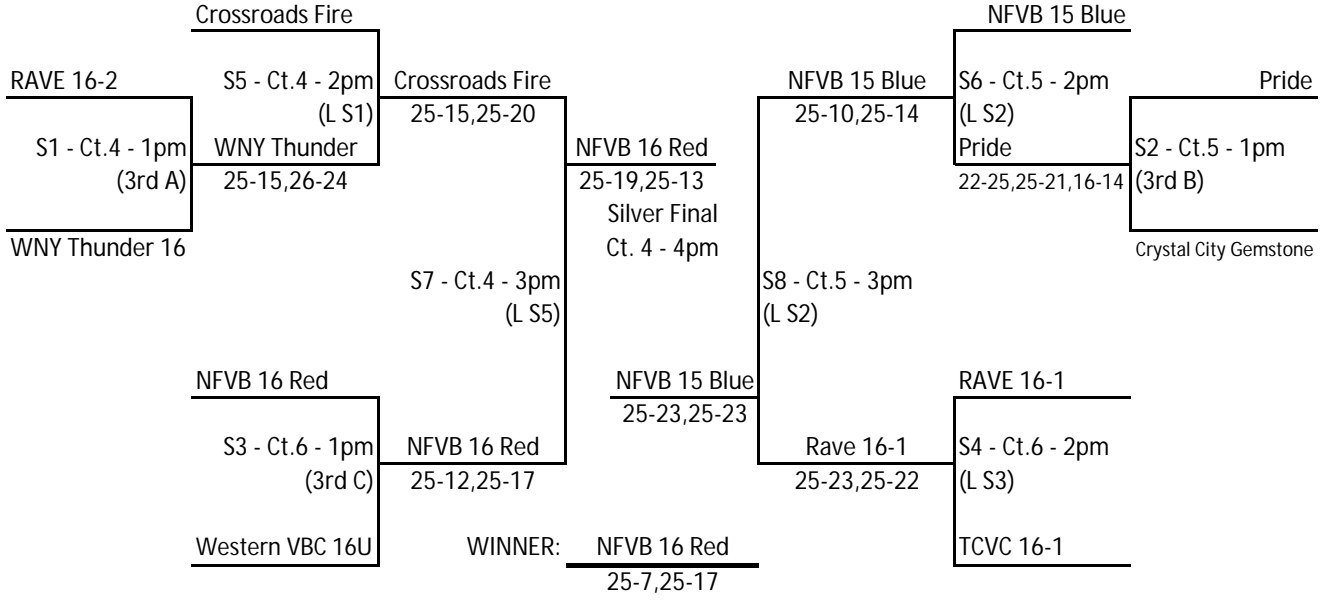 Crossroads Fire
NFVB 15 Blue
RAVE 16-2
S5 - Ct.4 - 2pm
Crossroads Fire
NFVB 15 Blue
S6 - Ct.5 - 2pm
Pride
(L S1)
25-15,25-20
25-10,25-14
(L S2)
S1 - Ct.4 - 1pm
WNY Thunder
NFVB 16 Red
Pride
S2 - Ct.5 - 1pm
(3rd A)
25-15,26-24
25-19,25-13
22-25,25-21,16-14
(3rd B)
Silver Final
WNY Thunder 16
Ct. 4 - 4pm
Crystal City Gemstone
S7 - Ct.4 - 3pm
S8 - Ct.5 - 3pm
(L S5)
(L S2)
NFVB 16 Red
NFVB 15 Blue
RAVE 16-1
25-23,25-23
S3 - Ct.6 - 1pm
NFVB 16 Red
Rave 16-1
S4 - Ct.6 - 2pm
(3rd C)
25-12,25-17
25-23,25-22
(L S3)
Western VBC 16U
WINNER:
NFVB 16 Red
TCVC 16-1
25-7,25-17